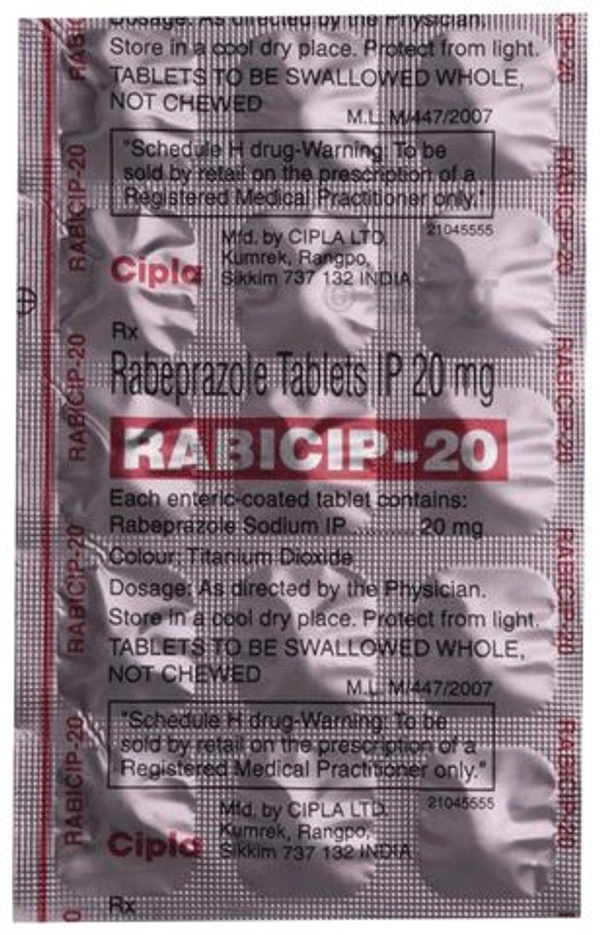 Dosage: As directed by the Physician.
Store in a cool dry place. Protect from light.
TABLETS TO BE SWALLOWED WHOLE,
NOT CHEWED
M.L. M/447/2007
"Schedule H drug-Warning: To be
sold by retail on the prescription of a
Registered Medical Practitioner only."
Mfd. by CIPLA LTD.
21045555
Cipla
Kumrek, Rangpo,
Sikkim 737 132 INDIA
Rx
Rabeprazole Tablets IP 20 mg
RABICIP-20
Each enteric-coated tablet contains:
Rabeprazole Sodium IP .......... 20 mg
Colour: Titanium Dioxide
Dosage: As directed by the Physician.
Store in a cool dry place. Protect from light.
TABLETS TO BE SWALLOWED WHOLE,
NOT CHEWED
M.L. M/447/2007
"Schedule H drug-Warning: To be
sold by retail on the prescription of a
Registered Medical Practitioner only."
Mfd. by CIPLA LTD.
21045555
Cipla
Kumrek, Rangpo,
Sikkim 737 132 INDIA
Rx
RABICIP-20
RABICIP-20
RABICIP-20
RABICIP-20
CIP-20
RABICIP-20
RABICIP-20
RABICIP-20
RABICIP-20